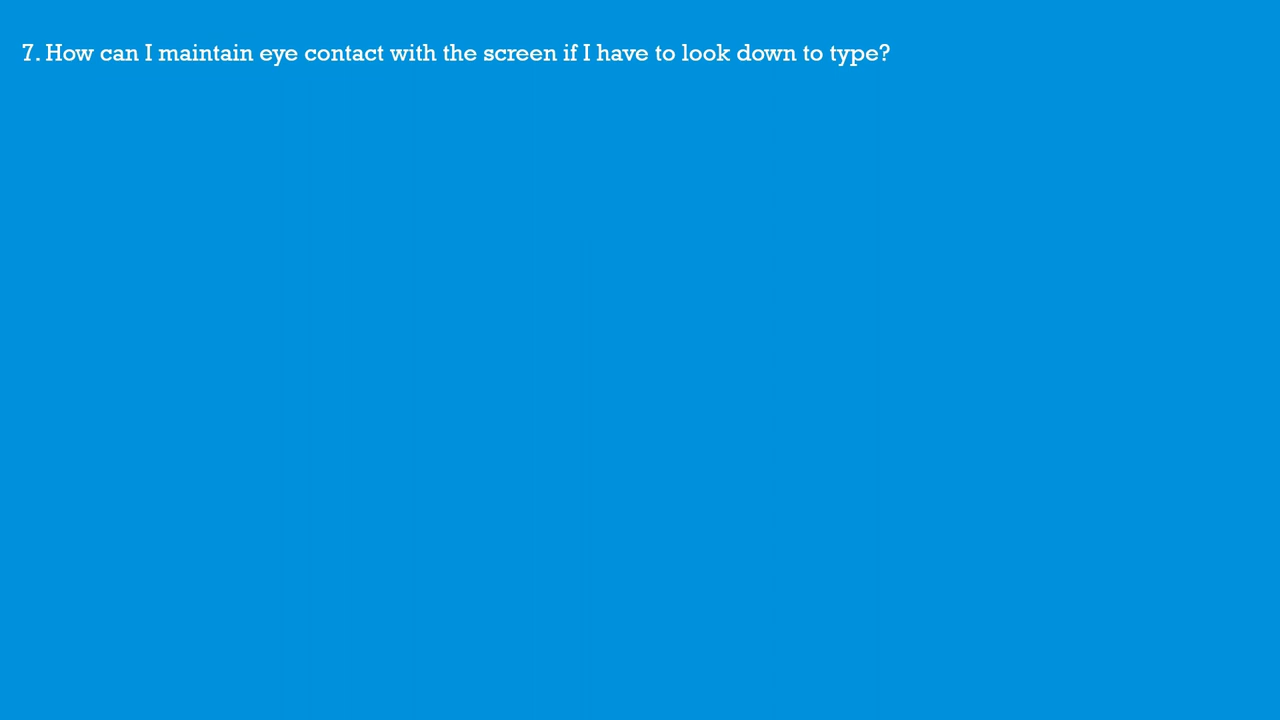 7. How can I maintain eye contact with the screen if I have to look down to type?